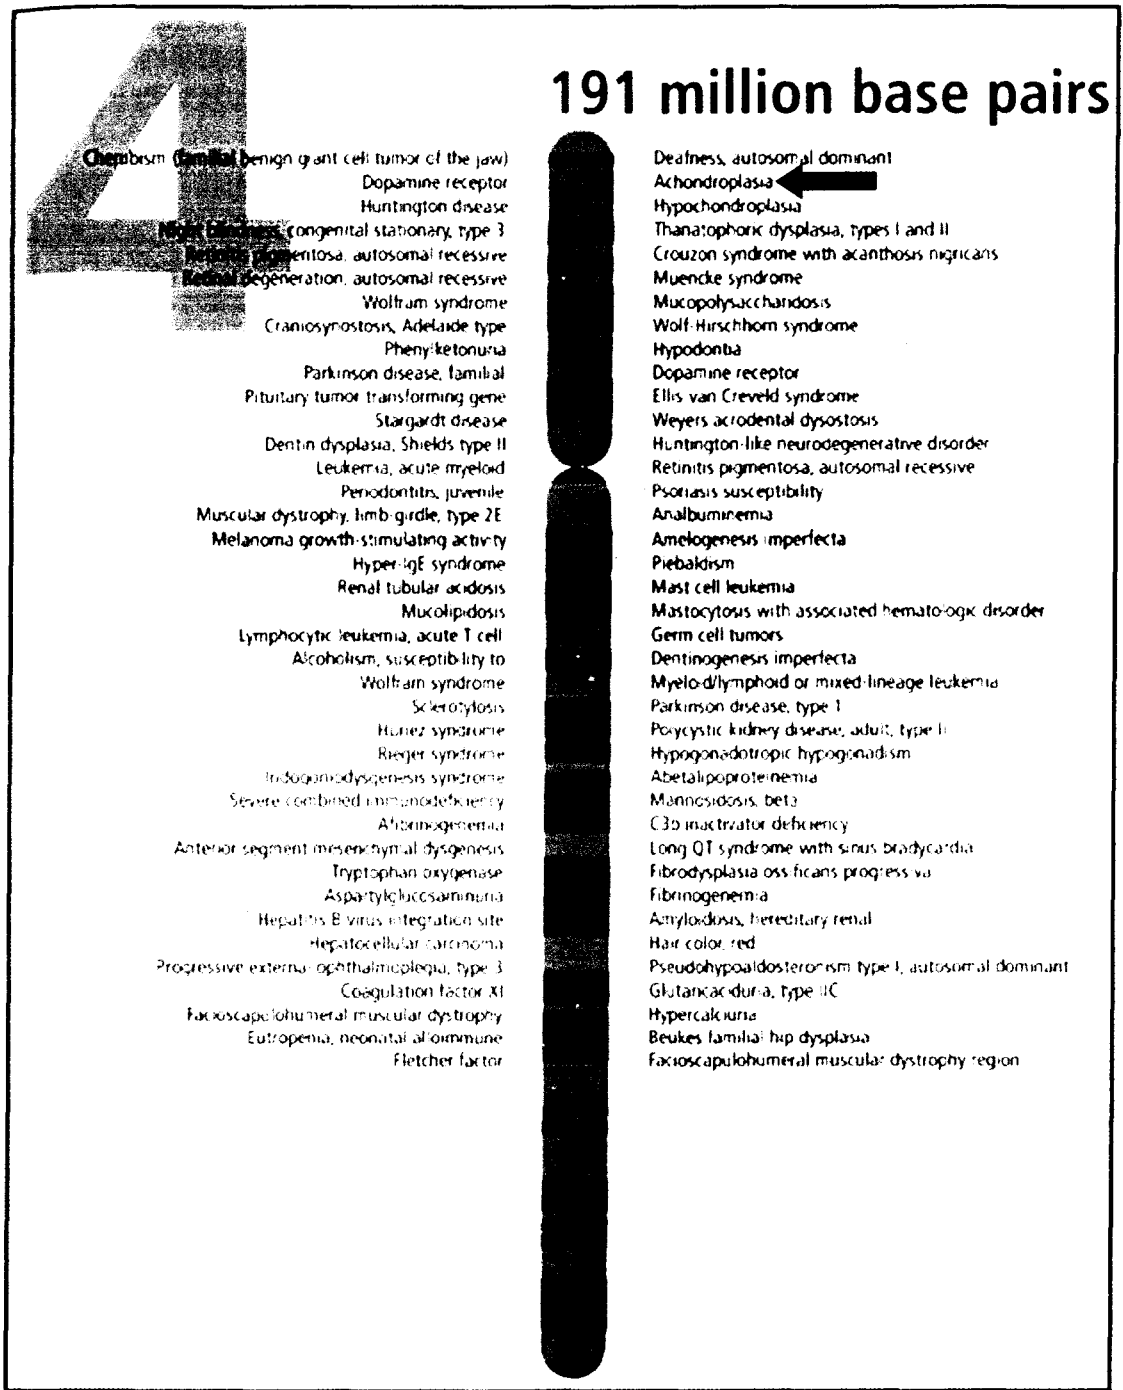 4
191 million base pairs
Cherubism (familial benign giant cell tumor of the jaw)
Dopamine receptor
Huntington disease
Night blindness, congenital stationary, type 3
Retinitis pigmentosa, autosomal recessive
Retinal degeneration, autosomal recessive
Wolfram syndrome
Craniosynostosis, Adelaide type
Phenylketonuria
Parkinson disease, familial
Pituitary tumor transforming gene
Stargardt disease
Dentin dysplasia, Shields type II
Leukemia, acute myeloid
Periodontitis, juvenile
Muscular dystrophy, limb-girdle, type 2E
Melanoma growth-stimulating activity
Hyper-IgE syndrome
Renal tubular acidosis
Mucolipidosis
Lymphocytic leukemia, acute T cell
Alcoholism, susceptibility to
Wolfram syndrome
Sclerotylosis
Huriez syndrome
Rieger syndrome
Iridogoniodysgenesis syndrome
Severe combined immunodeficiency
Afibrinogenemia
Anterior segment mesenchymal dysgenesis
Tryptophan oxygenase
Aspartylglucosaminuria
Hepatitis B virus integration site
Hepatocellular carcinoma
Progressive external ophthalmoplegia, type 3
Coagulation factor XI
Facioscapulohumeral muscular dystrophy
Eutropenia, neonatal alloimmune
Fletcher factor
Deafness, autosomal dominant
Achondroplasia
Hypochondroplasia
Thanatophoric dysplasia, types I and II
Crouzon syndrome with acanthosis nigricans
Muencke syndrome
Mucopolysaccharidosis
Wolf-Hirschhorn syndrome
Hypodontia
Dopamine receptor
Ellis van Creveld syndrome
Weyers acrodental dysostosis
Huntington-like neurodegenerative disorder
Retinitis pigmentosa, autosomal recessive
Psoriasis susceptibility
Analbuminemia
Amelogenesis imperfecta
Piebaldism
Mast cell leukemia
Mastocytosis with associated hematologic disorder
Germ cell tumors
Dentinogenesis imperfecta
Myeloid/lymphoid or mixed-lineage leukemia
Parkinson disease, type 1
Polycystic kidney disease, adult, type II
Hypogonadotropic hypogonadism
Abetalipoproteinemia
Mannosidosis, beta
C3b inactivator deficiency
Long QT syndrome with sinus bradycardia
Fibrodysplasia ossificans progressiva
Fibrinogenemia
Amyloidosis, hereditary renal
Hair color, red
Pseudohypoaldosteronism type I, autosomal dominant
Glutaricaciduria, type IIC
Hypercalciuria
Beukes familial hip dysplasia
Facioscapulohumeral muscular dystrophy region